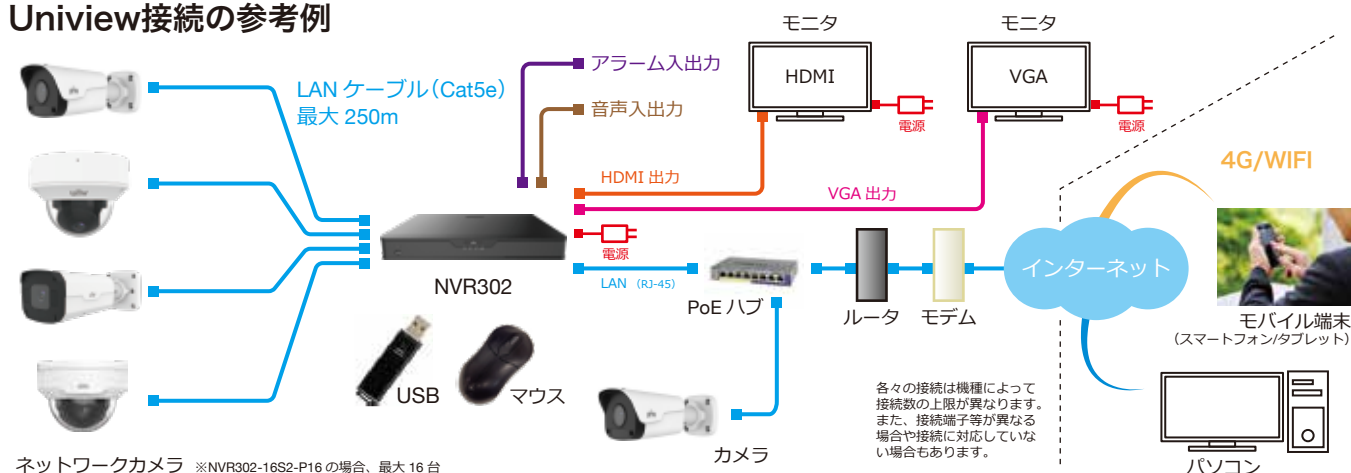 Uniview接続の参考例
モニタ
モニタ
LAN ケーブル（Cat5e）
最大 250m
アラーム入出力
音声入出力
HDMI
VGA
電源
電源
HDMI 出力
VGA 出力
4G/WIFI
電源
NVR302
LAN （RJ-45）
PoE ハブ
ルータ
モデム
インターネット
モバイル端末
（スマートフォン/タブレット）
USB
マウス
カメラ
各々の接続は機種によって
接続数の上限が異なります。
また、接続端子等が異なる
場合や接続に対応していな
い場合もあります。
パソコン
ネットワークカメラ ※NVR302-16S2-P16 の場合、最大 16 台